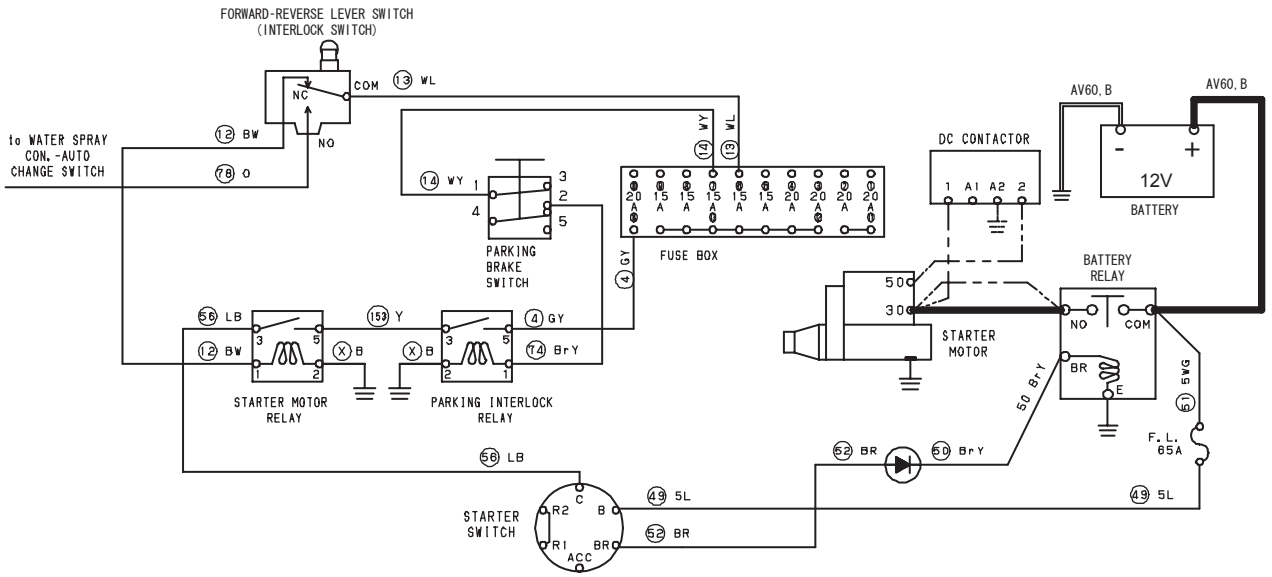 FORWARD-REVERSE LEVER SWITCH
(INTERLOCK SWITCH)
COM
13 WL
NC
NO
12 BW
to WATER SPRAY
CON.-AUTO
CHANGE SWITCH
78 O
14 WY
14 WY
13 WL
1
3
2
4
5
PARKING
BRAKE
SWITCH
20 A
15 A
15 A
15 A
15 A
15 A
20 A
20 A
15 A
20 A
FUSE BOX
4 GY
DC CONTACTOR
1 A1 A2 2
AV60, B
AV60, B
- +
12V
BATTERY
BATTERY
RELAY
NO COM
BR
E
50
30
STARTER
MOTOR
56 LB
153 Y
4 GY
3 5
3 5
12 BW
X B
X B
74 BrY
1 2
2 1
STARTER MOTOR
RELAY
PARKING INTERLOCK
RELAY
50 BrY
51 5WG
F. L.
65A
56 LB
52 BR
50 BrY
49 5L
49 5L
52 BR
STARTER
SWITCH
C
R2 B
R1 BR
ACC